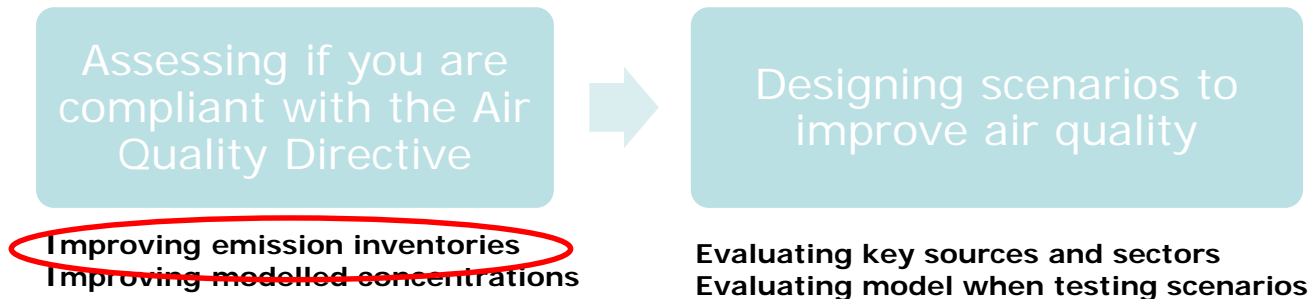 Assessing if you are
compliant with the Air
Quality Directive
Designing scenarios to
improve air quality
Improving emission inventories
Improving modelled concentrations
Evaluating key sources and sectors
Evaluating model when testing scenarios